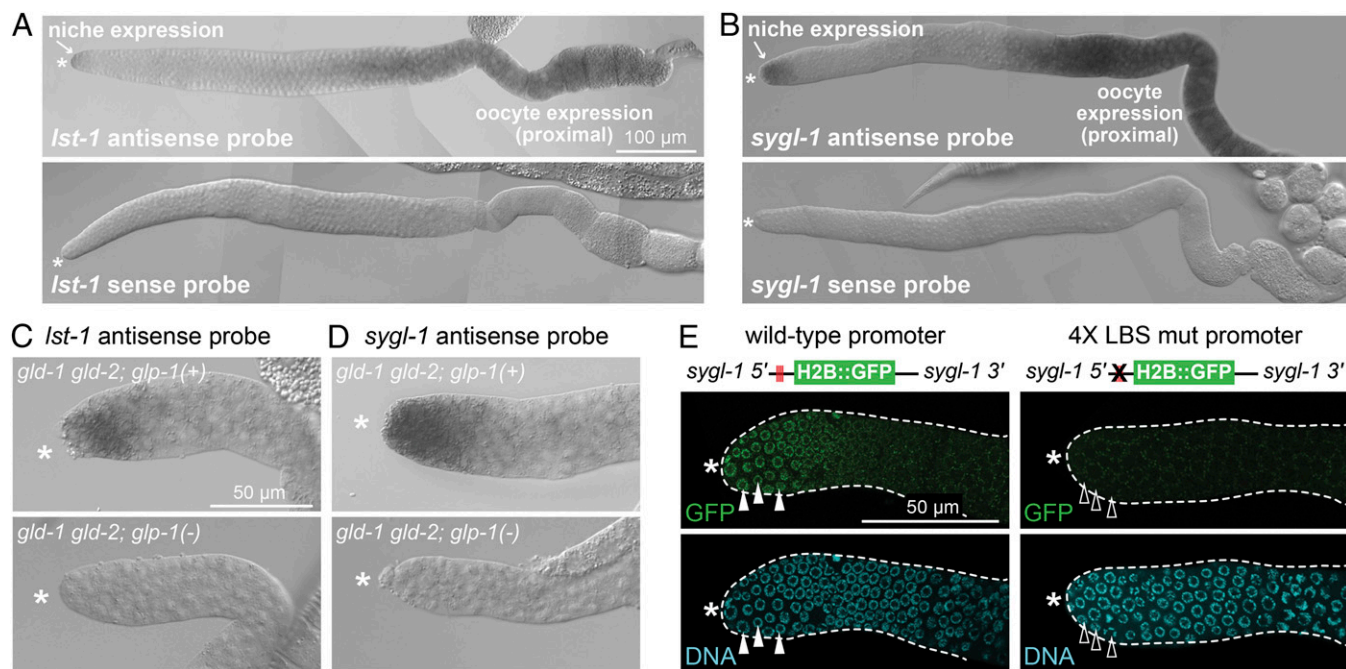 A
niche expression
*
oocyte expression
(proximal)
100 µm
lst-1 antisense probe
*
lst-1 sense probe
B
niche expression
*
oocyte
expression
(proximal)
sygl-1 antisense probe
*
sygl-1 sense probe
C lst-1 antisense probe
gld-1 gld-2; glp-1(+)
*
50 µm
gld-1 gld-2; glp-1(-)
*
D sygl-1 antisense probe
gld-1 gld-2; glp-1(+)
*
gld-1 gld-2; glp-1(-)
*
E wild-type promoter
sygl-1 5' H2B::GFP sygl-1 3'
*
50 µm
GFP
*
DNA
4X LBS mut promoter
sygl-1 5' X H2B::GFP sygl-1 3'
*
GFP
*
DNA